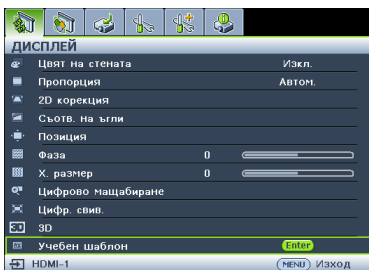 ДИСПЛЕЙ
Цвят на стената Изкл.
Пропорция Автом.
2D корекция
Съотв. на ъгли
Позиция
Фаза 0
Х. размер 0
Цифрово мащабиране
Цифр. свив.
3D
Учебен шаблон Enter
HDMI-1 MENU Изход